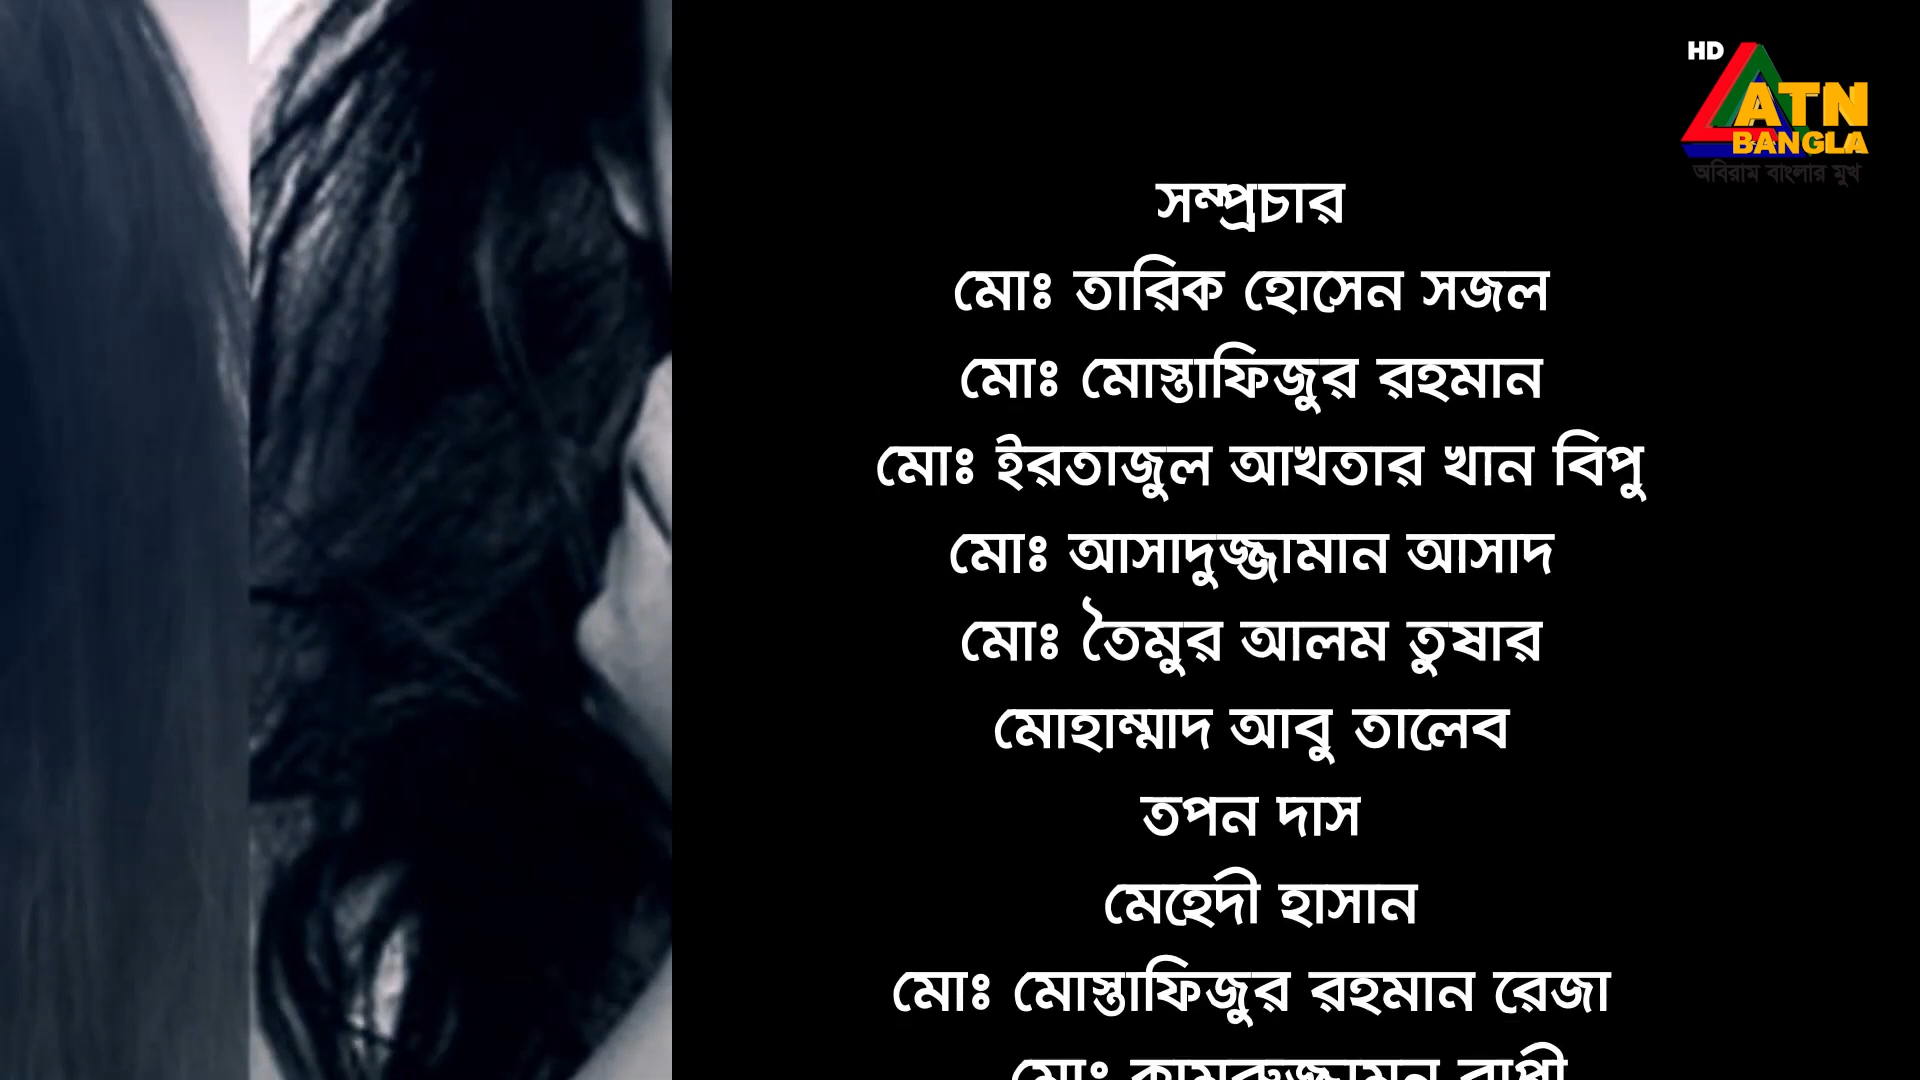 HD
ATN
BANGLA
অবিরাম বাংলার মুখ
সম্প্রচার
মোঃ তারিক হোসেন সজল
মোঃ মোস্তাফিজুর রহমান
মোঃ ইরতাজুল আখতার খান বিপু
মোঃ আসাদুজ্জামান আসাদ
মোঃ তৈমুর আলম তুষার
মোহাম্মাদ আবু তালেব
তপন দাস
মেহেদী হাসান
মোঃ মোস্তাফিজুর রহমান রেজা
মোঃ